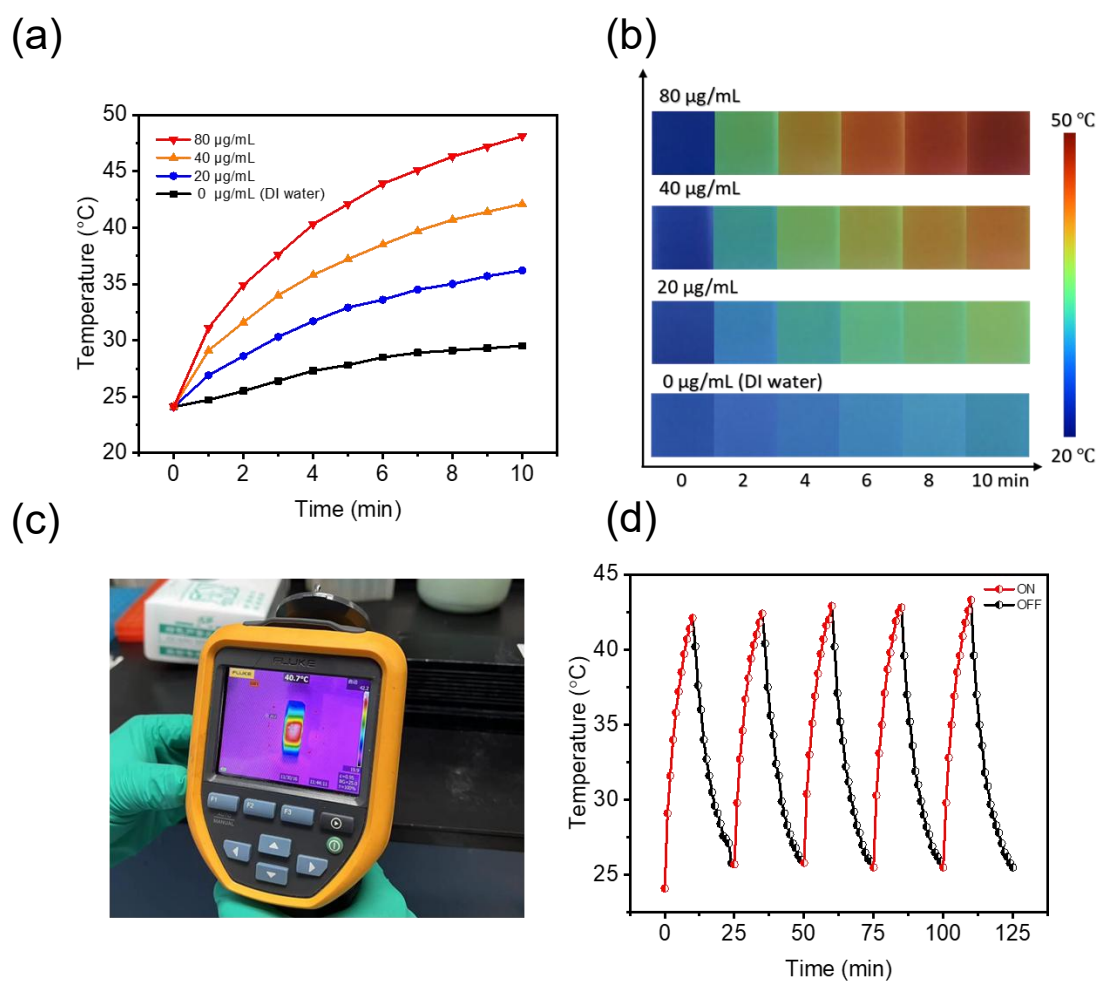 (a)
Temperature (°C)
50
45
40
35
30
25
20
80 μg/mL
40 μg/mL
20 μg/mL
0 μg/mL (DI water)
0 2 4 6 8 10
Time (min)
(b)
80 μg/mL
40 μg/mL
20 μg/mL
0 μg/mL (DI water)
0 2 4 6 8 10 min
50 ℃
20 ℃
(c)
FLUKE
FLUKE
40.7°C
F1 F2 F3
MANUAL
(d)
Temperature (°C)
45
40
35
30
25
ON
OFF
0 25 50 75 100 125
Time (min)